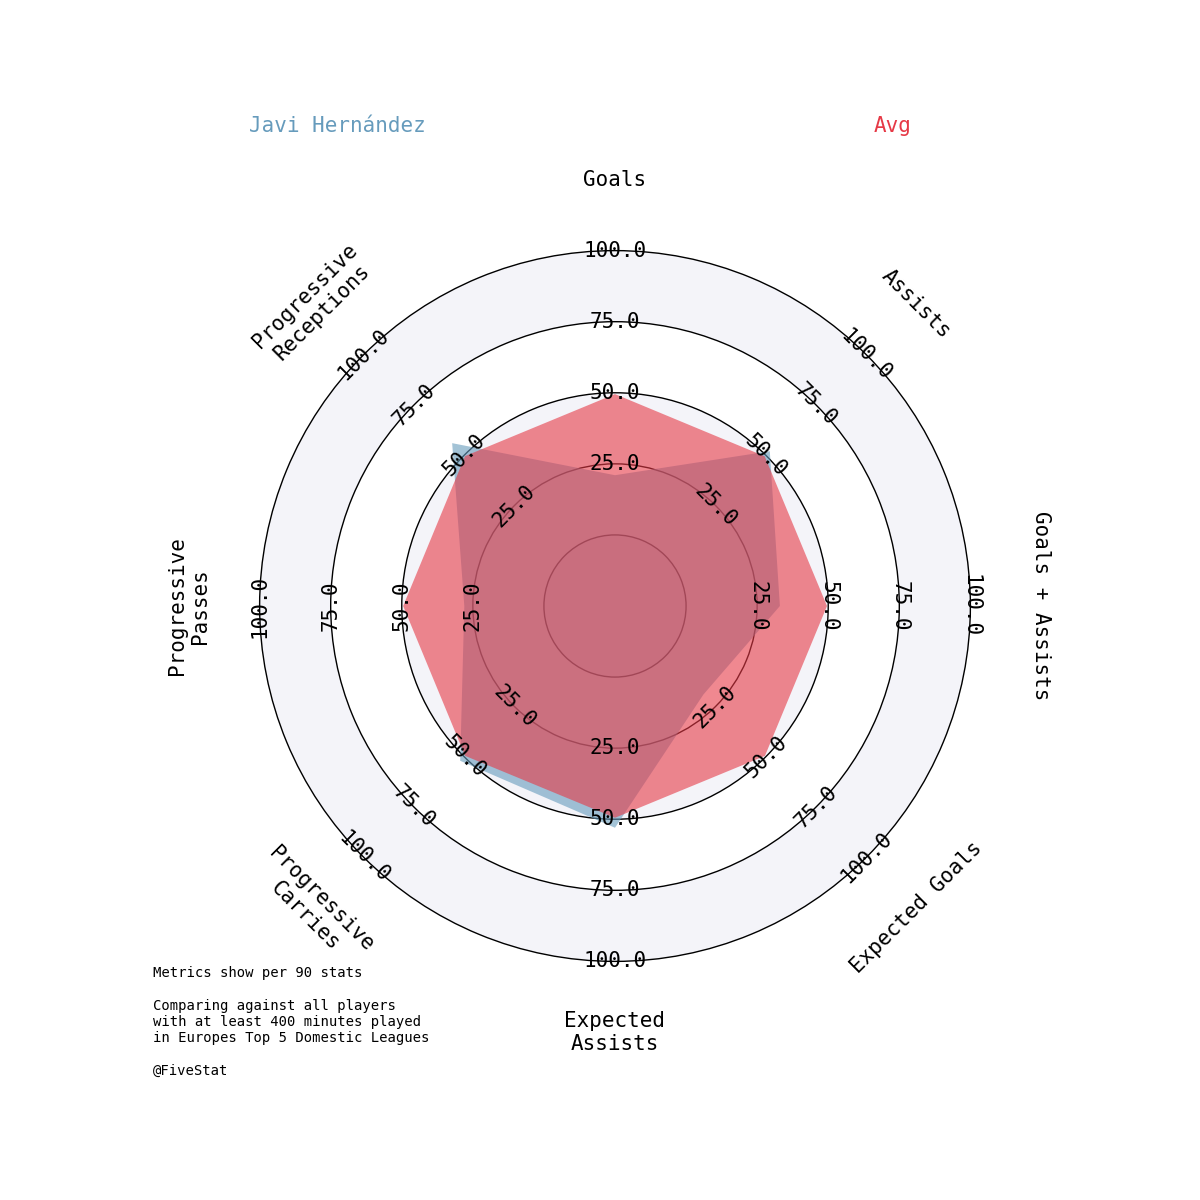 Javi Hernández
Avg
Goals
Assists
Goals + Assists
Expected Goals
Expected
Assists
Progressive
Carries
Progressive
Passes
Progressive
Receptions
25.0
50.0
75.0
100.0
25.0
50.0
75.0
100.0
25.0
50.0
75.0
100.0
25.0
50.0
75.0
100.0
25.0
50.0
75.0
100.0
25.0
50.0
75.0
100.0
25.0
50.0
75.0
100.0
25.0
50.0
75.0
100.0
Metrics show per 90 stats
Comparing against all players
with at least 400 minutes played
in Europes Top 5 Domestic Leagues
@FiveStat